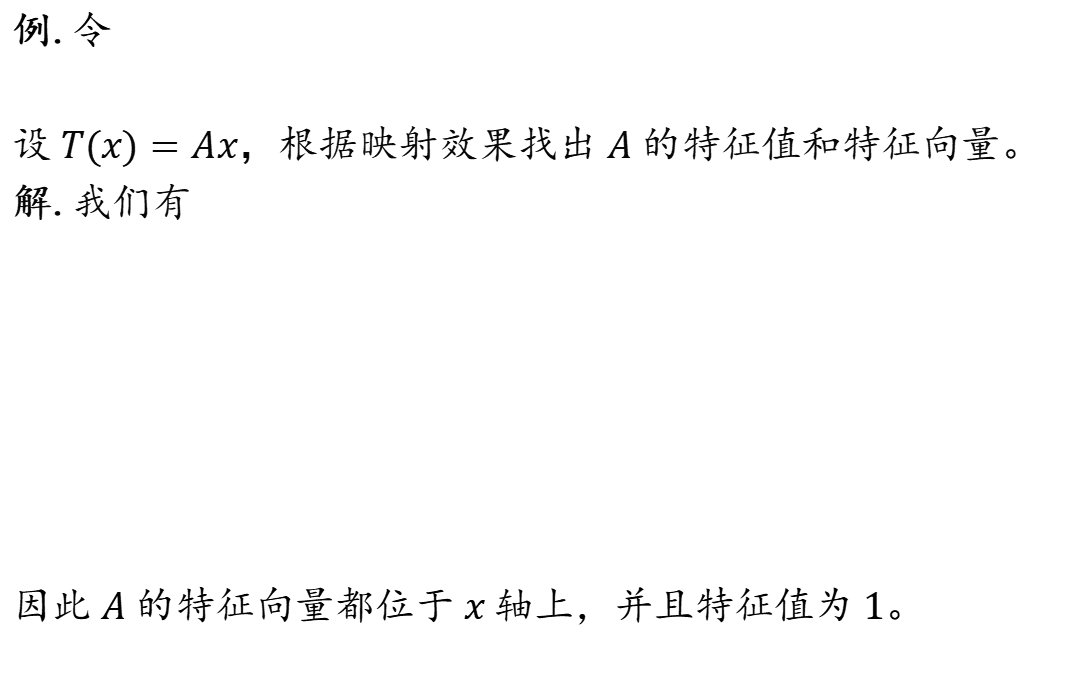 例. 令
设 T(x) = Ax，根据映射效果找出 A 的特征值和特征向量。
解. 我们有
因此 A 的特征向量都位于 x 轴上，并且特征值为 1。